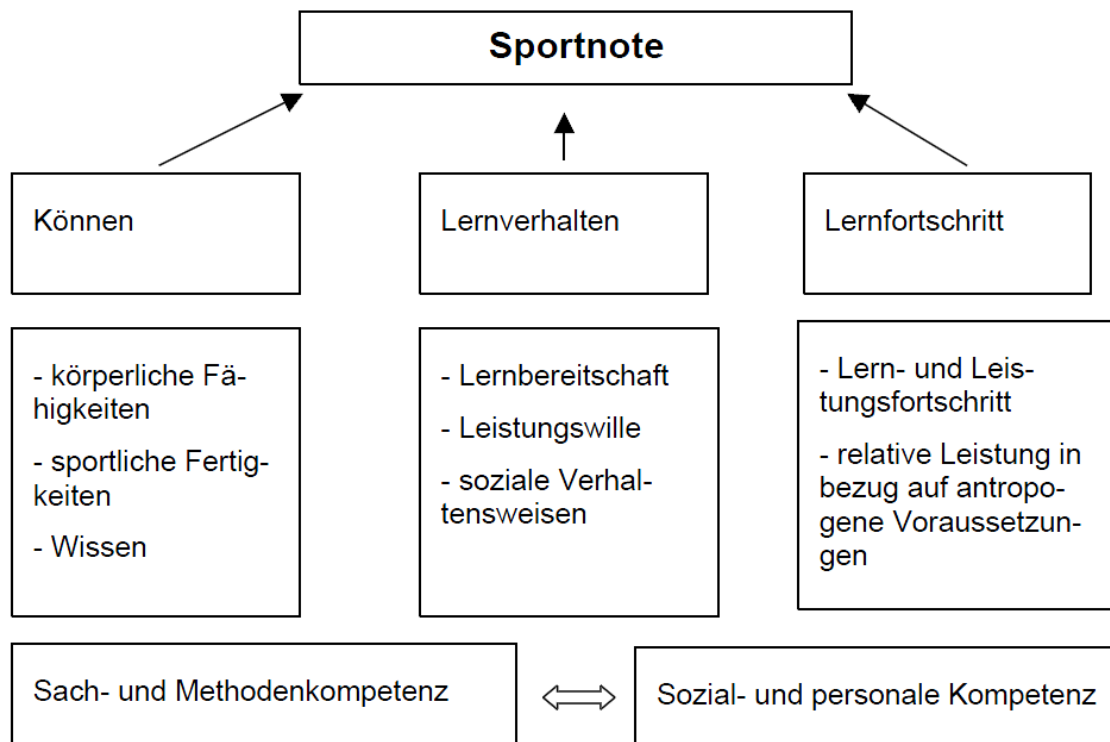 Sportnote
Können
Lernverhalten
Lernfortschritt
- körperliche Fä-
higkeiten
- sportliche Fertig-
keiten
- Wissen
- Lernbereitschaft
- Leistungswille
- soziale Verhal-
tensweisen
- Lern- und Leis-
tungsfortschritt
- relative Leistung in
bezug auf antropo-
gene Voraussetzun-
gen
Sach- und Methodenkompetenz
Sozial- und personale Kompetenz